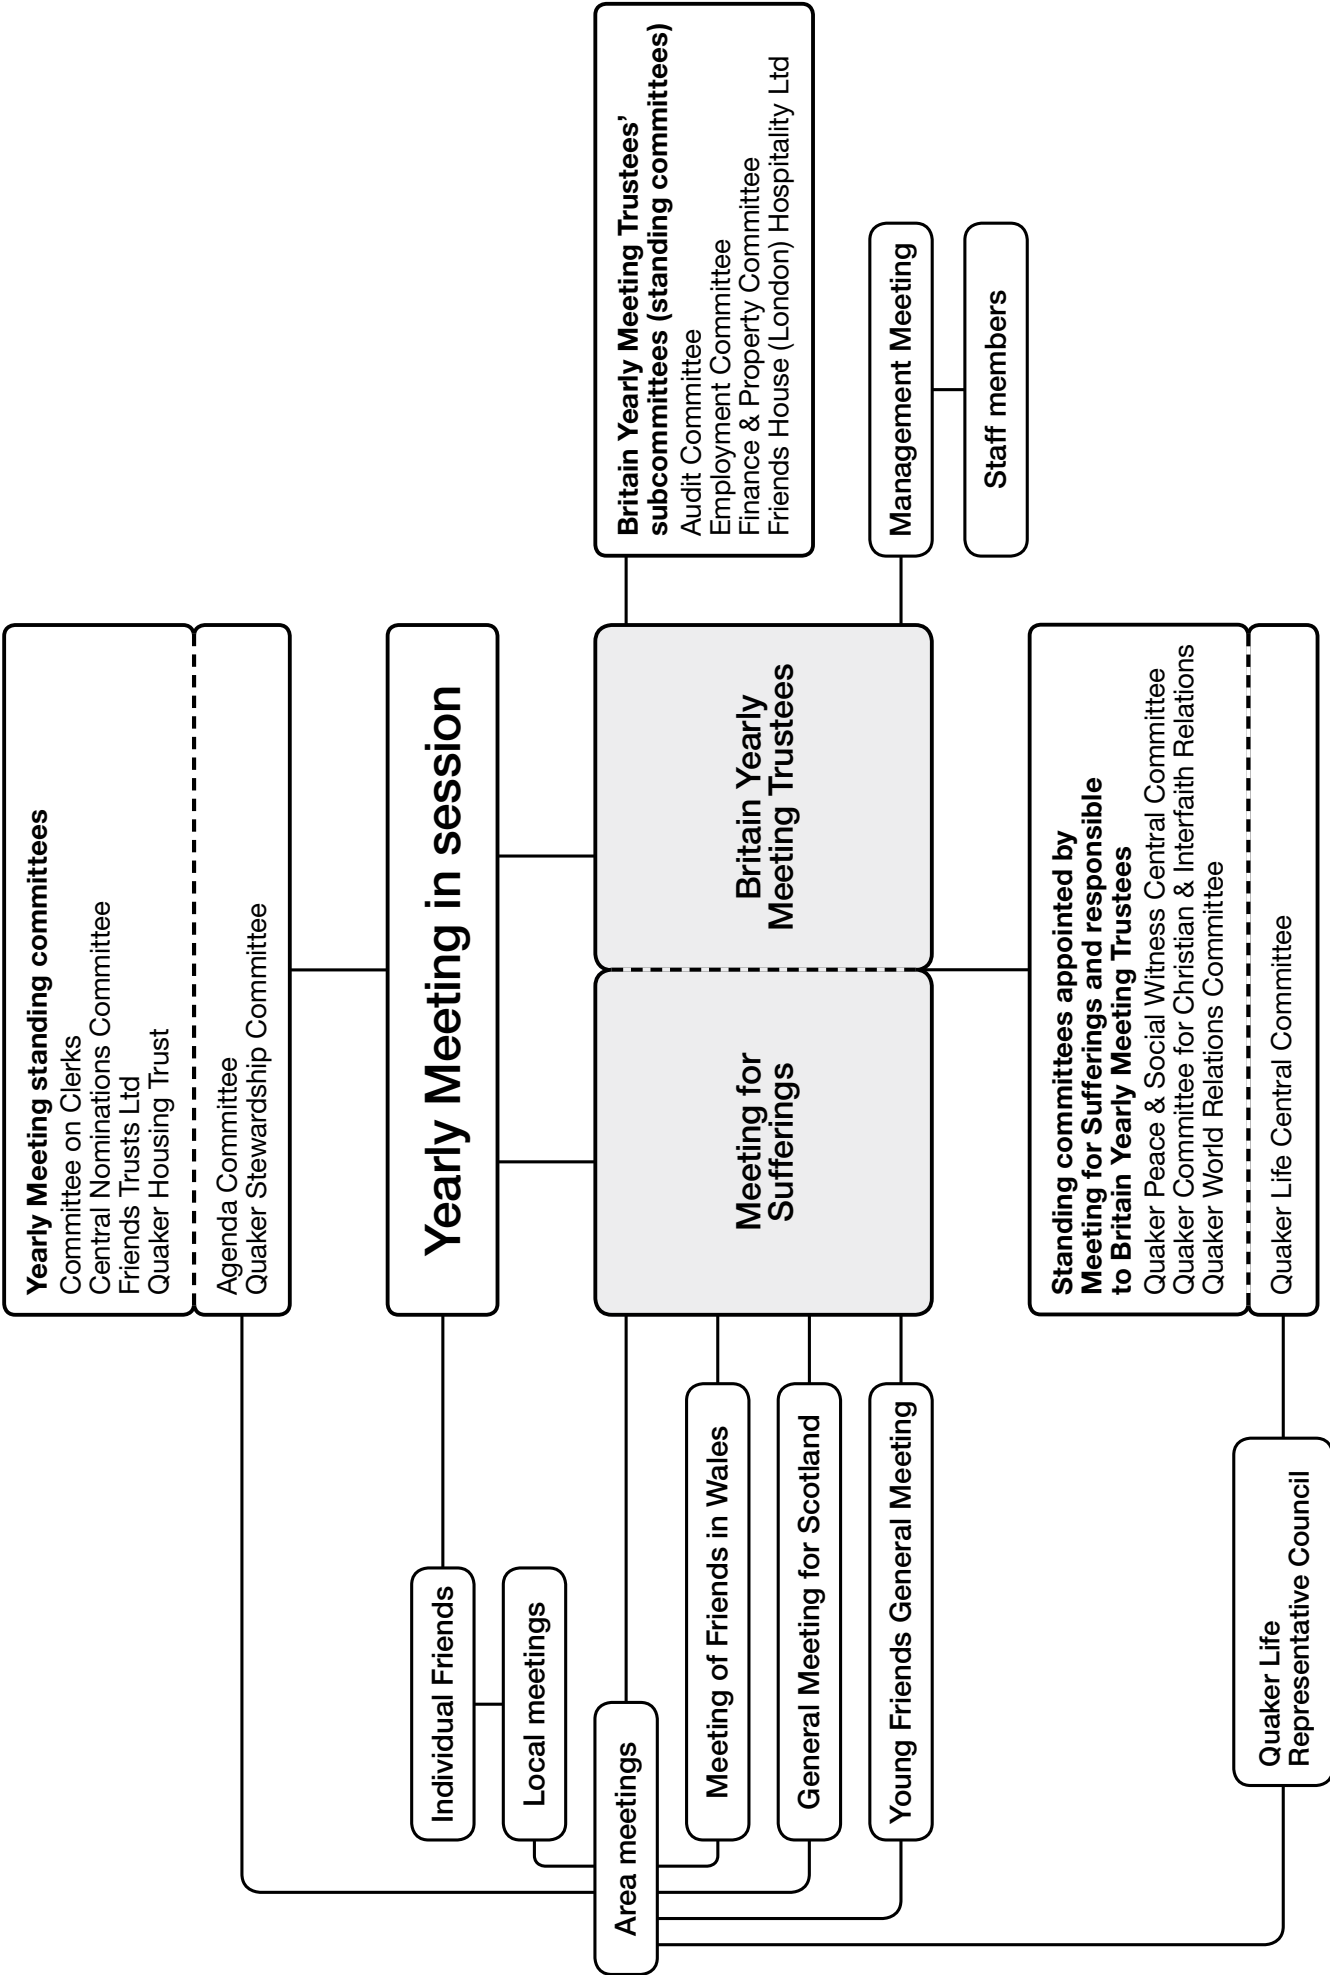 Yearly Meeting standing committees
Committee on Clerks
Central Nominations Committee
Friends Trusts Ltd
Quaker Housing Trust
Agenda Committee
Quaker Stewardship Committee
Individual Friends
Yearly Meeting in session
Local meetings
Area meetings
Meeting of Friends in Wales
General Meeting for Scotland
Young Friends General Meeting
Meeting for
Sufferings
Britain Yearly
Meeting Trustees
Britain Yearly Meeting Trustees’
subcommittees (standing committees)
Audit Committee
Employment Committee
Finance & Property Committee
Friends House (London) Hospitality Ltd
Management Meeting
Staff members
Standing committees appointed by
Meeting for Sufferings and responsible
to Britain Yearly Meeting Trustees
Quaker Peace & Social Witness Central Committee
Quaker Committee for Christian & Interfaith Relations
Quaker World Relations Committee
Quaker Life Central Committee
Quaker Life
Representative Council